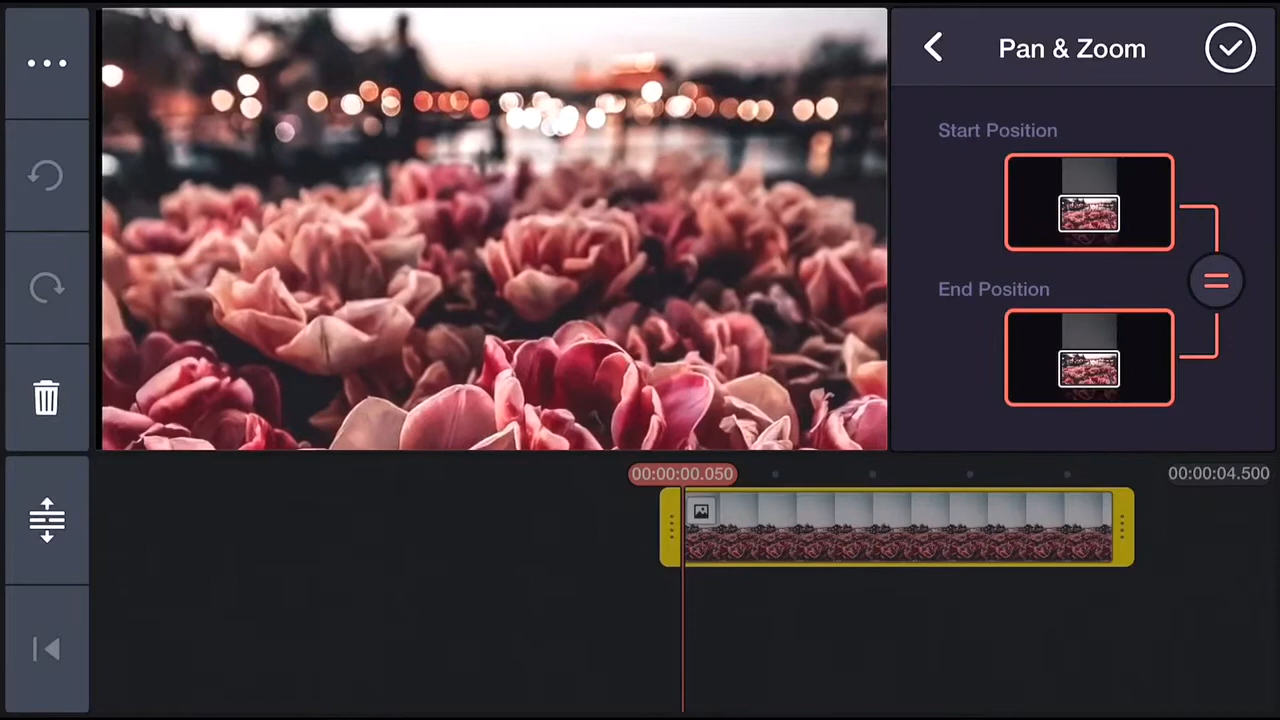 Pan & Zoom
Start Position
End Position
00:00:00.050
00:00:04.500